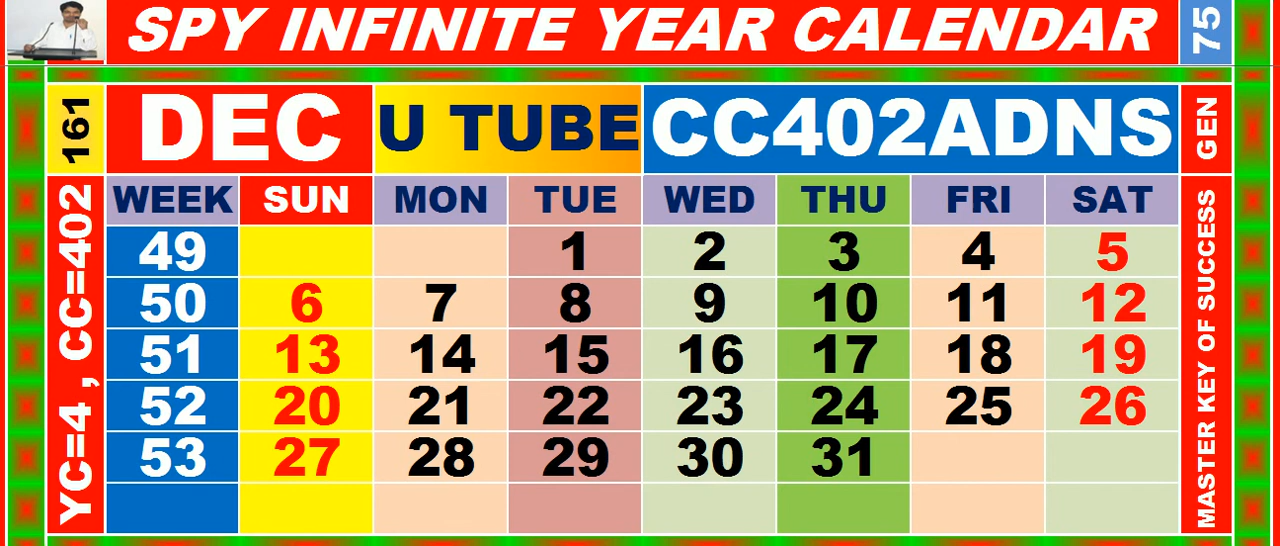 SPY INFINITE YEAR CALENDAR
75
161
DEC
U TUBE
CC402ADNS
GEN
YC=4 , CC=402
WEEK SUN MON TUE WED THU FRI SAT
49 1 2 3 4 5
50 6 7 8 9 10 11 12
51 13 14 15 16 17 18 19
52 20 21 22 23 24 25 26
53 27 28 29 30 31
MASTER KEY OF SUCCESS